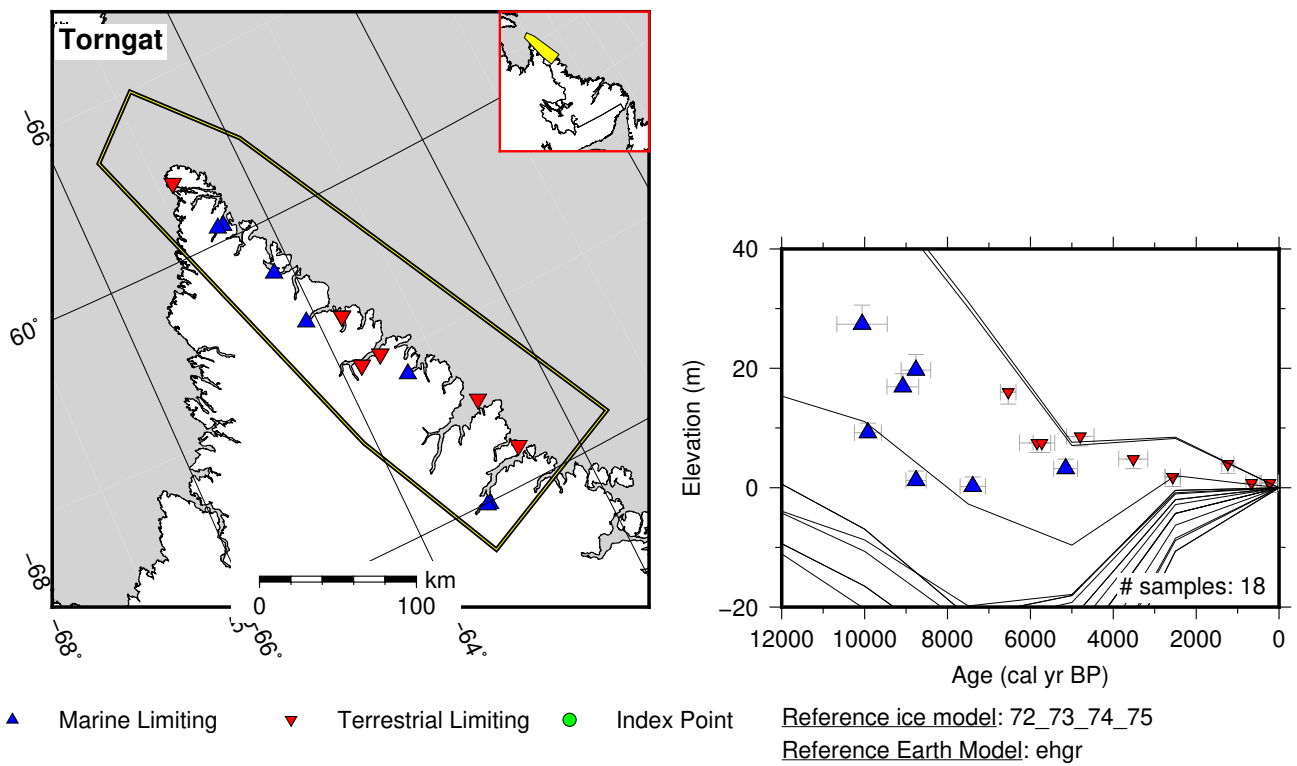 Torngat
−66
60°
−68
−68°
−66°
−64°
km
0 100
40
20
0
−20
Elevation (m)
# samples: 18
12000 10000 8000 6000 4000 2000 0
Age (cal yr BP)
Marine Limiting Terrestrial Limiting Index Point
Reference ice model: 72_73_74_75
Reference Earth Model: ehgr